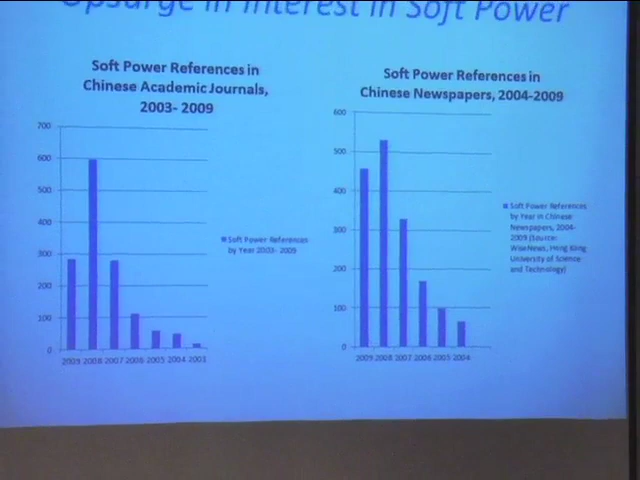 Upsurge in Interest in Soft Power
Soft Power References in
Chinese Academic Journals,
2003- 2009
700
600
500
400
300
200
100
0
2009 2008 2007 2006 2005 2004 2003
Soft Power References
by Year 2003- 2009
Soft Power References in
Chinese Newspapers, 2004-2009
600
500
400
300
200
100
0
2009 2008 2007 2006 2005 2004
Soft Power References
by Year in Chinese
Newspapers, 2004-
2009 (Source:
WiseNews, Hong Kong
University of Science
and Technology)